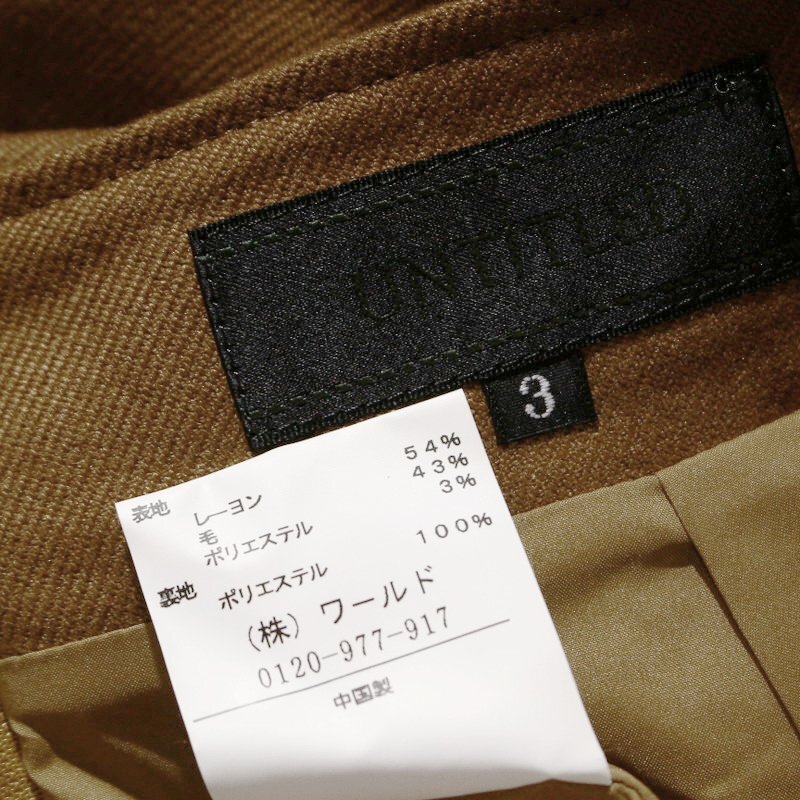 UNTITLED
3
表地 レーヨン 54%
毛 43%
ポリエステル 3%
裏地 ポリエステル 100%
(株) ワールド
0120-977-917
中国製